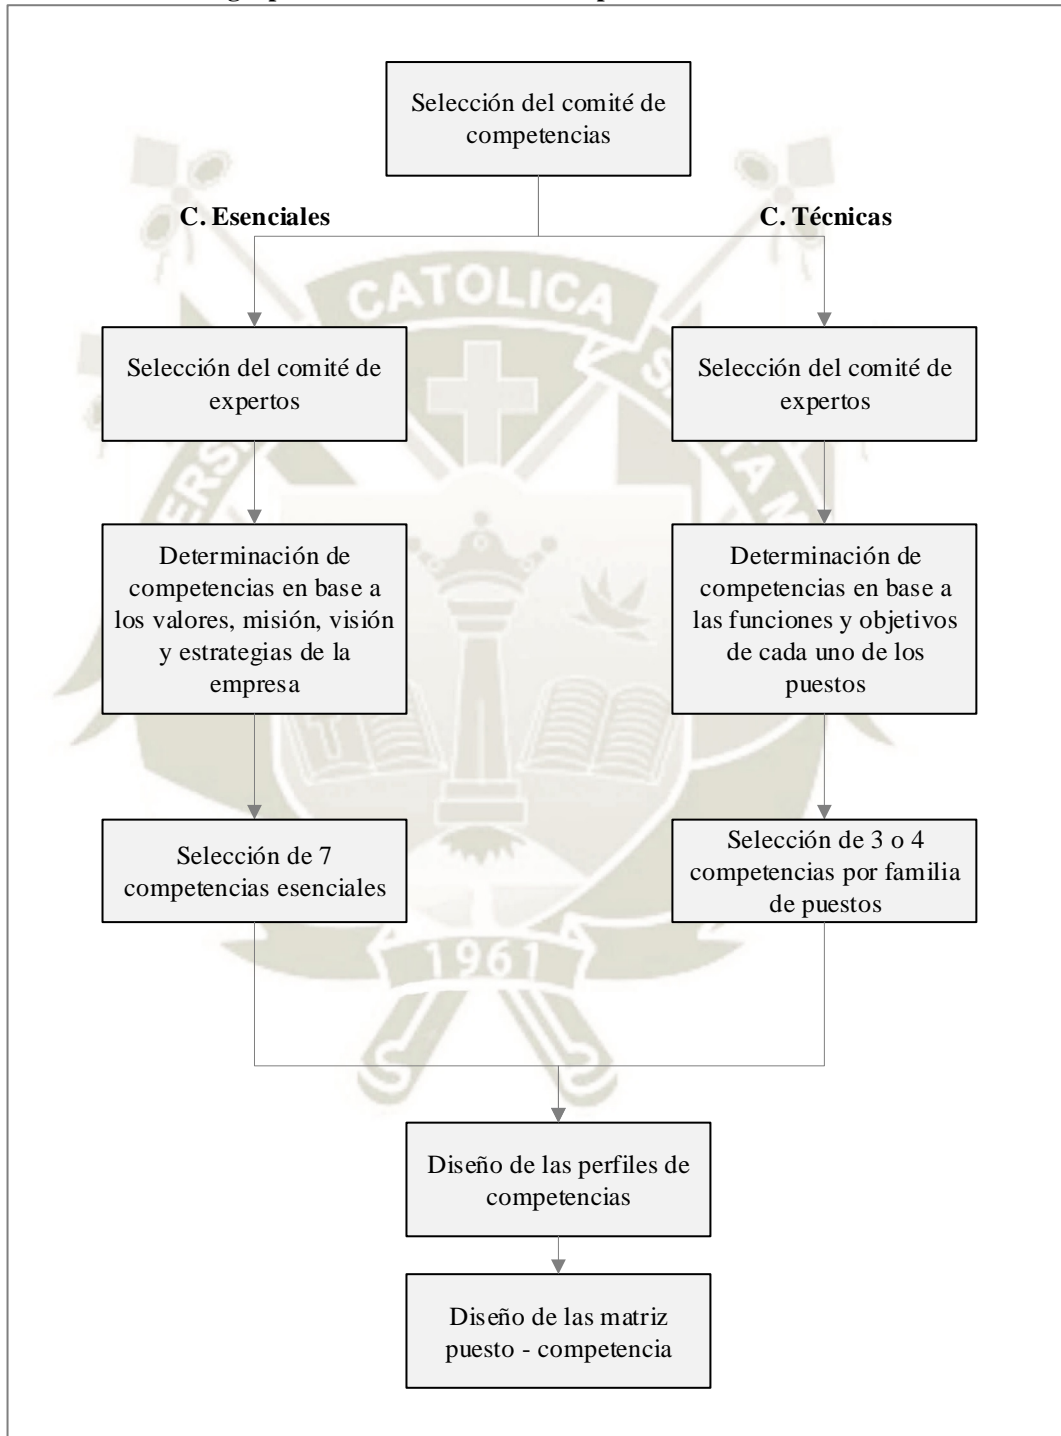 Selección del comité de
competencias
C. Esenciales
C. Técnicas
CATOLICA
Selección del comité de
expertos
Selección del comité de
expertos
Determinación de
competencias en base a
los valores, misión, visión
y estrategias de la
empresa
Determinación de
competencias en base a
las funciones y objetivos
de cada uno de los
puestos
Selección de 7
competencias esenciales
Selección de 3 o 4
competencias por familia
de puestos
1961
Diseño de las perfiles de
competencias
Diseño de las matriz
puesto - competencia